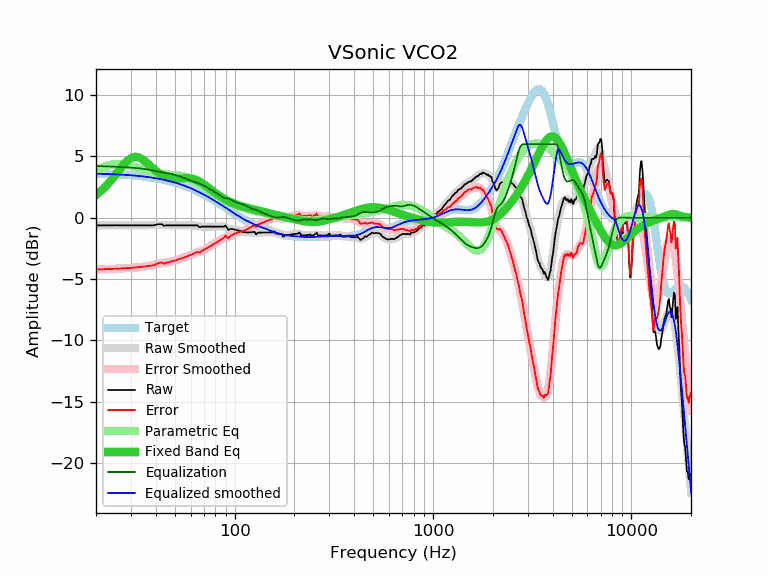 VSonic VCO2
10
5
0
−5
−10
−15
−20
Amplitude (dBr)
Target
Raw Smoothed
Error Smoothed
Raw
Error
Parametric Eq
Fixed Band Eq
Equalization
Equalized smoothed
100
1000
10000
Frequency (Hz)